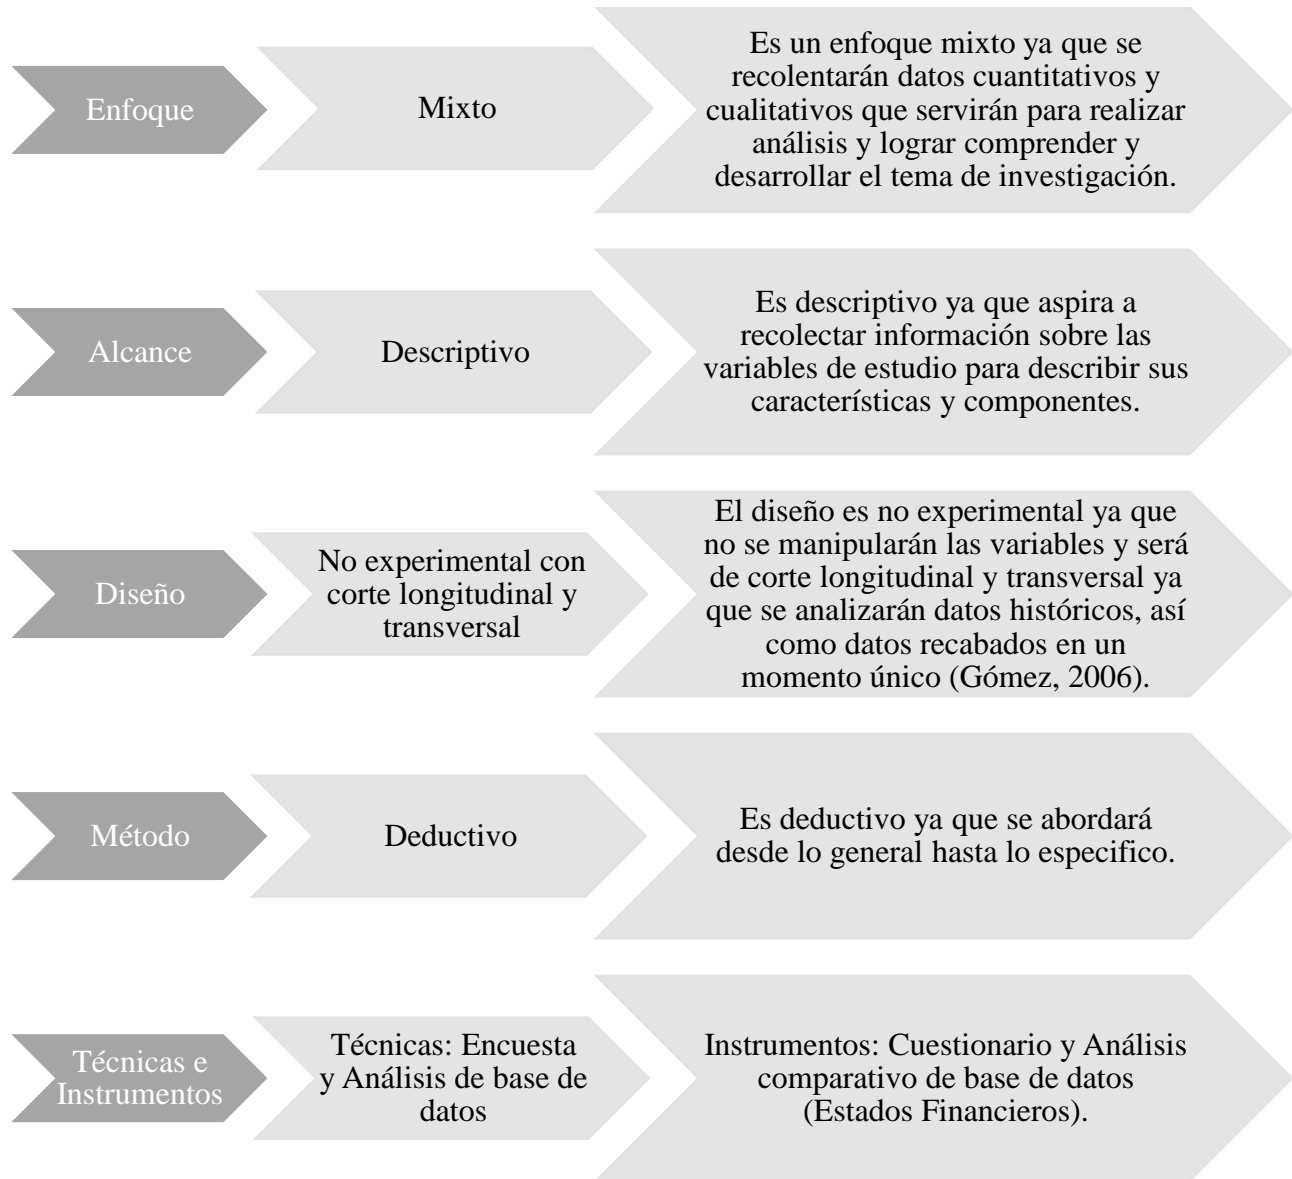 Enfoque
Mixto
Es un enfoque mixto ya que se
recolentarán datos cuantitativos y
cualitativos que servirán para realizar
análisis y lograr comprender y
desarrollar el tema de investigación.
Alcance
Descriptivo
Es descriptivo ya que aspira a
recolectar información sobre las
variables de estudio para describir sus
características y componentes.
Diseño
No experimental con
corte longitudinal y
transversal
El diseño es no experimental ya que
no se manipularán las variables y será
de corte longitudinal y transversal ya
que se analizarán datos históricos, así
como datos recabados en un
momento único (Gómez, 2006).
Método
Deductivo
Es deductivo ya que se abordará
desde lo general hasta lo especifico.
Técnicas e
Instrumentos
Técnicas: Encuesta
y Análisis de base de
datos
Instrumentos: Cuestionario y Análisis
comparativo de base de datos
(Estados Financieros).